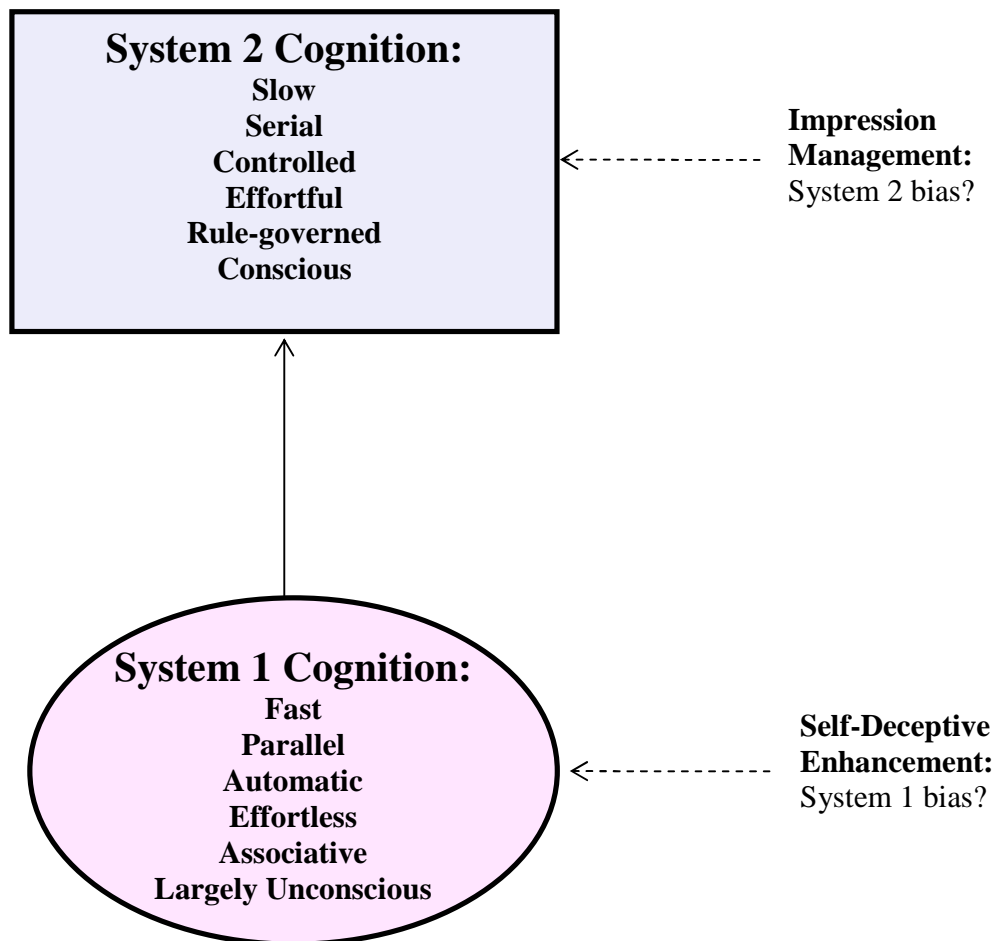 System 2 Cognition:
Slow
Serial
Controlled
Effortful
Rule-governed
Conscious
Impression
Management:
System 2 bias?
System 1 Cognition:
Fast
Parallel
Automatic
Effortless
Associative
Largely Unconscious
Self-Deceptive
Enhancement:
System 1 bias?